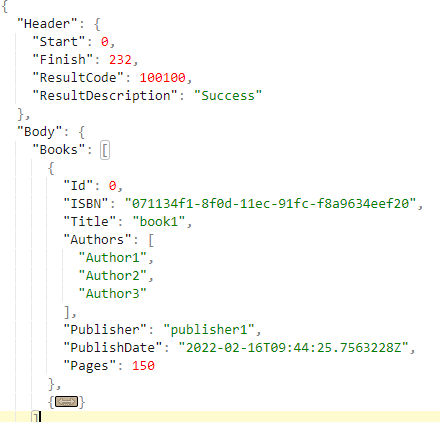 {
"Header": {
"Start": 0,
"Finish": 232,
"ResultCode": 100100,
"ResultDescription": "Success"
},
"Body": {
"Books": [
{
"Id": 0,
"ISBN": "071134f1-8f0d-11ec-91fc-f8a9634eef20",
"Title": "book1",
"Authors": [
"Author1",
"Author2",
"Author3"
],
"Publisher": "publisher1",
"PublishDate": "2022-02-16T09:44:25.7563228Z",
"Pages": 150
},
{↔}
]